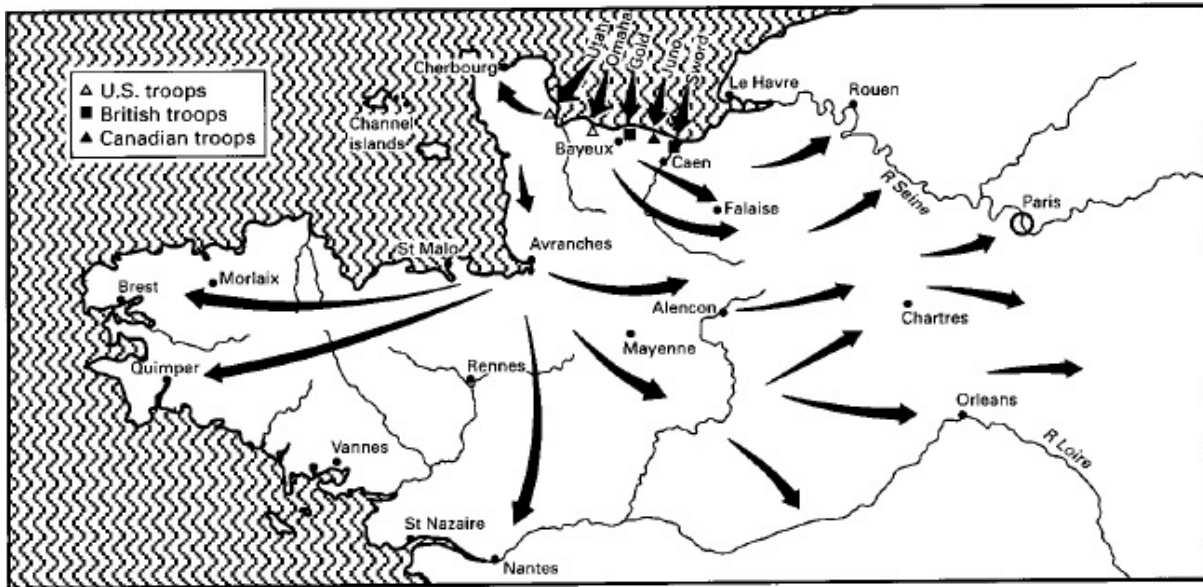 U.S. troops
British troops
Canadian troops
Channel
islands
Cherbourg
Utah
Omaha
Gold
Juno
Sword
Le Havre
Rouen
Bayeux
Caen
R Seine
Paris
Falaise
St Malo
Avranches
Brest
Morlaix
Alencon
Chartres
Mayenne
Quimper
Rennes
Orleans
Vannes
R Loire
St Nazaire
Nantes